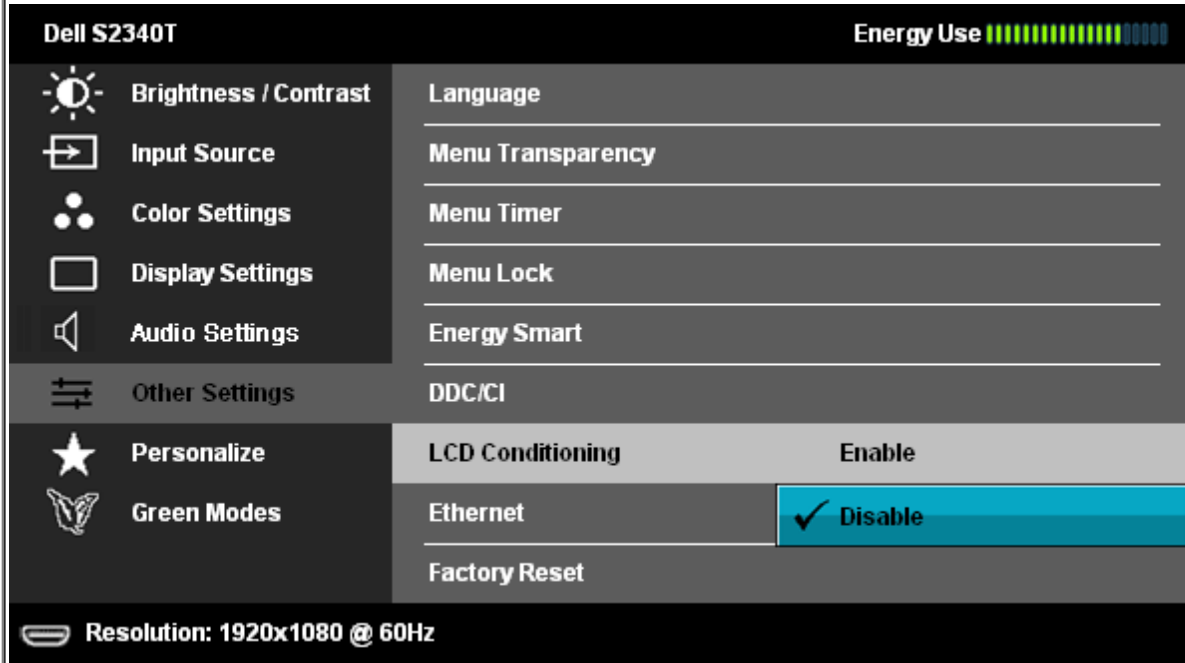 Dell S2340T Energy Use
Brightness / Contrast Language
Input Source Menu Transparency
Color Settings Menu Timer
Display Settings Menu Lock
Audio Settings Energy Smart
Other Settings DDC/CI
Personalize LCD Conditioning Enable
Green Modes Ethernet Disable
Factory Reset
Resolution: 1920x1080 @ 60Hz